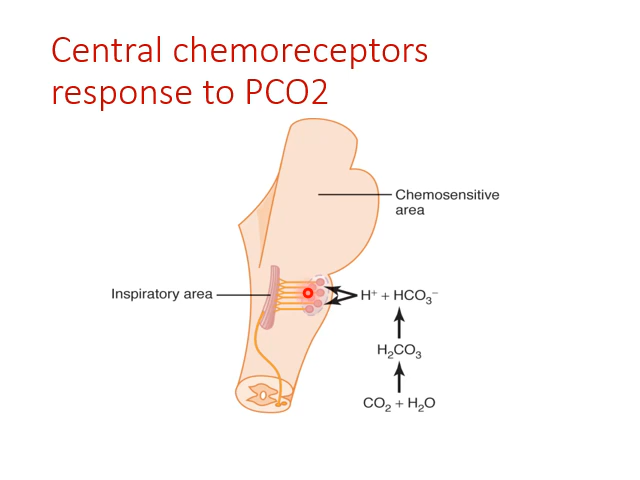 Central chemoreceptors
response to PCO2
Chemosensitive
area
Inspiratory area
H⁺ + HCO₃⁻
H₂CO₃
CO₂ + H₂O